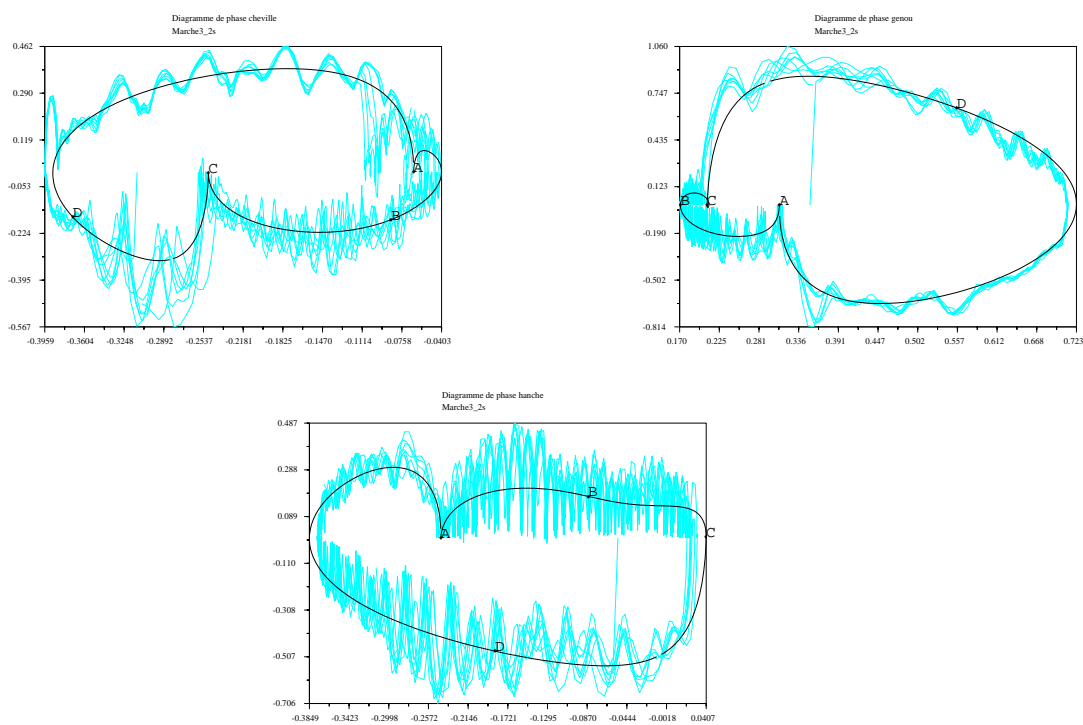 Diagramme de phase cheville
Marche3_2s
0.462
0.290
0.119
-0.053
-0.224
-0.395
-0.567
C
A
D
B
-0.3959 -0.3604 -0.3248 -0.2892 -0.2537 -0.2181 -0.1825 -0.1470 -0.1114 -0.0758 -0.0403
Diagramme de phase genou
Marche3_2s
1.060
0.747
0.435
0.123
-0.190
-0.502
-0.814
D
B C A
0.170 0.225 0.281 0.336 0.391 0.447 0.502 0.557 0.612 0.668 0.723
Diagramme de phase hanche
Marche3_2s
0.487
0.288
0.089
-0.110
-0.308
-0.507
-0.706
B
A
C
D
-0.3849 -0.3423 -0.2998 -0.2572 -0.2146 -0.1721 -0.1295 -0.0870 -0.0444 -0.0018 0.0407